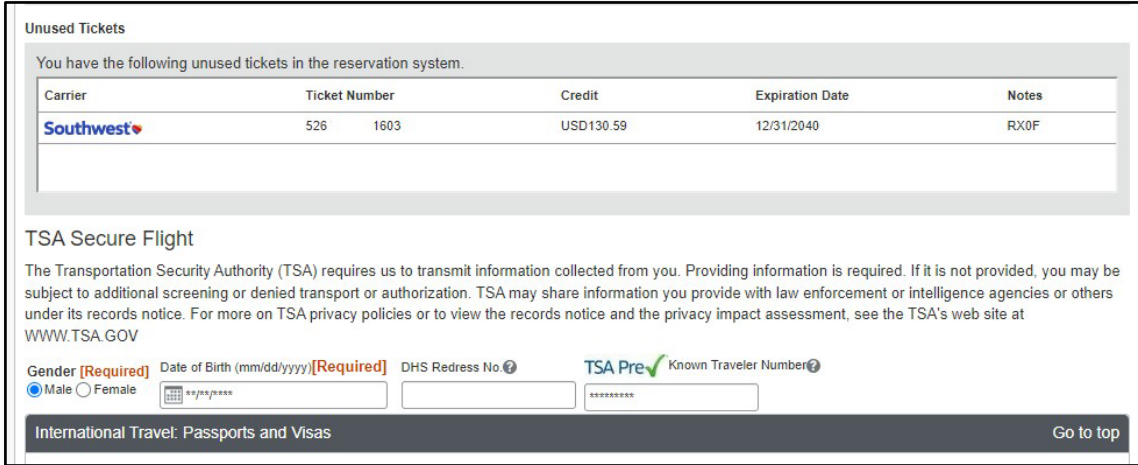 Unused Tickets
You have the following unused tickets in the reservation system.
Carrier Ticket Number Credit Expiration Date Notes
Southwest 526 1603 USD130.59 12/31/2040 RX0F
TSA Secure Flight
The Transportation Security Authority (TSA) requires us to transmit information collected from you. Providing information is required. If it is not provided, you may be
subject to additional screening or denied transport or authorization. TSA may share information you provide with law enforcement or intelligence agencies or others
under its records notice. For more on TSA privacy policies or to view the records notice and the privacy impact assessment, see the TSA's web site at
WWW.TSA.GOV
Gender [Required] Date of Birth (mm/dd/yyyy)[Required] DHS Redress No.? TSA Pre✓ Known Traveler Number?
Male Female **/**/**** *********
International Travel: Passports and Visas Go to top